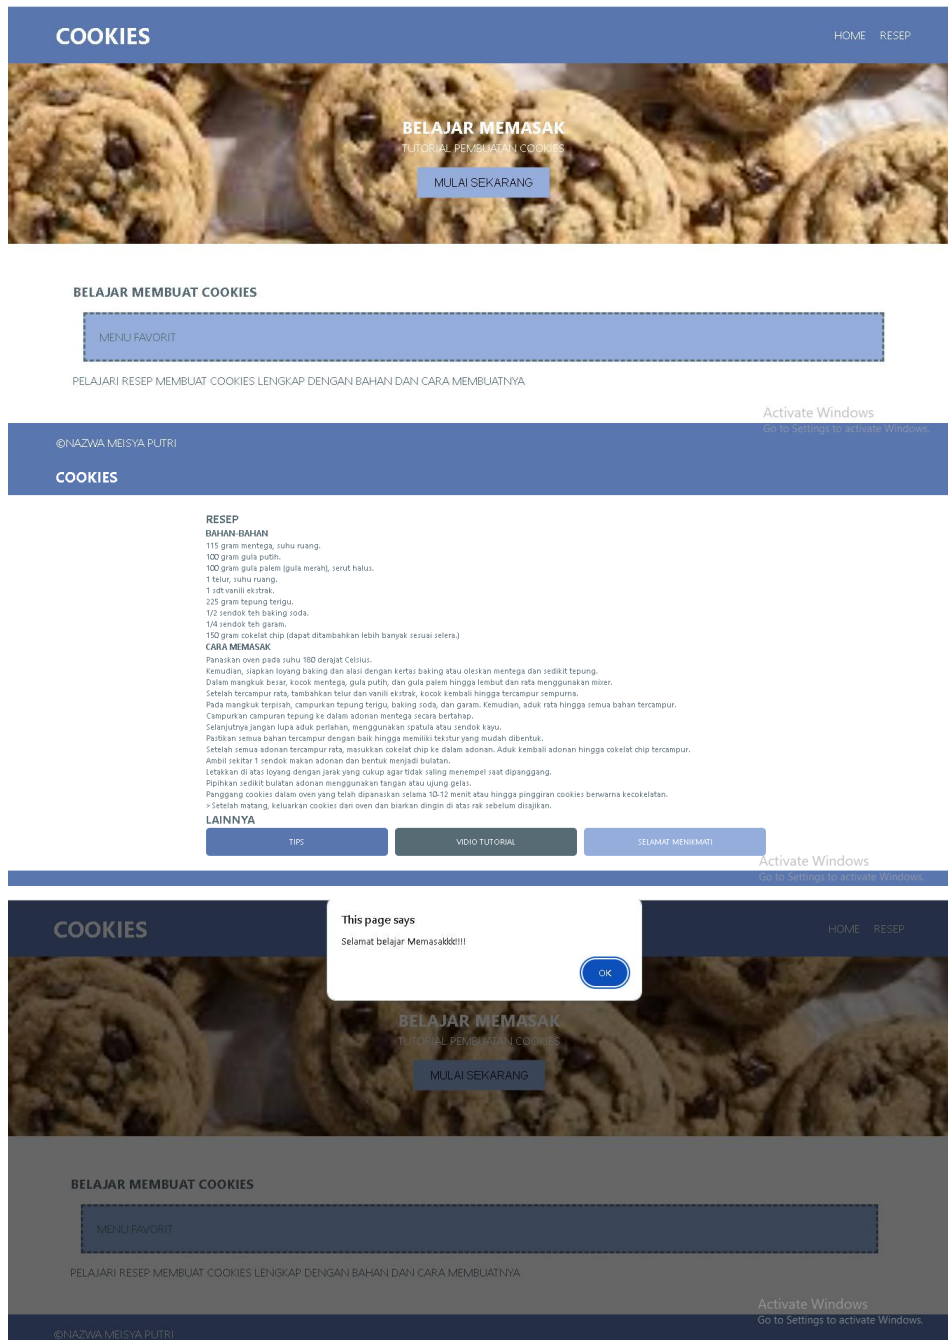 COOKIES
HOME RESEP
BELAJAR MEMASAK
TUTORIAL PEMBUATAN COOKIES
MULAI SEKARANG
BELAJAR MEMBUAT COOKIES
MENU FAVORIT
PELAJARI RESEP MEMBUAT COOKIES LENGKAP DENGAN BAHAN DAN CARA MEMBUATNYA
Activate Windows
Go to Settings to activate Windows.
©NAZWA MEISYA PUTRI
COOKIES
RESEP
BAHAN-BAHAN
115 gram mentega, suhu ruang.
100 gram gula putih.
100 gram gula palem (gula merah), serut halus.
1 telur, suhu ruang.
1 sdt vanili ekstrak.
225 gram tepung terigu.
1/2 sendok teh baking soda.
1/4 sendok teh garam.
150 gram cokelat chip (dapat ditambahkan lebih banyak sesuai selera.)
CARA MEMASAK
Panaskan oven pada suhu 180 derajat Celsius.
Kemudian, siapkan loyang baking dan alasi dengan kertas baking atau oleskan mentega dan sedikit tepung.
Dalam mangkuk besar, kocok mentega, gula putih, dan gula palem hingga lembut dan rata menggunakan mixer.
Setelah tercampur rata, tambahkan telur dan vanili ekstrak, kocok kembali hingga tercampur sempurna.
Pada mangkuk terpisah, campurkan tepung terigu, baking soda, dan garam. Kemudian, aduk rata hingga semua bahan tercampur.
Campurkan campuran tepung ke dalam adonan mentega secara bertahap.
Selanjutnya jangan lupa aduk perlahan, menggunakan spatula atau sendok kayu.
Pastikan semua bahan tercampur dengan baik hingga memiliki tekstur yang mudah dibentuk.
Setelah semua adonan tercampur rata, masukkan cokelat chip ke dalam adonan. Aduk kembali adonan hingga cokelat chip tercampur.
Ambil sekitar 1 sendok makan adonan dan bentuk menjadi bulatan.
Letakkan di atas loyang dengan jarak yang cukup agar tidak saling menempel saat dipanggang.
Pipihkan sedikit bulatan adonan menggunakan tangan atau ujung gelas.
Panggang cookies dalam oven yang telah dipanaskan selama 10-12 menit atau hingga pinggiran cookies berwarna kecokelatan.
> Setelah matang, keluarkan cookies dari oven dan biarkan dingin di atas rak sebelum disajikan.
LAINNYA
TIPS VIDIO TUTORIAL SELAMAT MENIKMATI
Activate Windows
Go to Settings to activate Windows.
COOKIES
HOME RESEP
This page says
Selamat belajar Memasakkk!!!!
OK
BELAJAR MEMASAK
TUTORIAL PEMBUATAN COOKIES
MULAI SEKARANG
BELAJAR MEMBUAT COOKIES
MENU FAVORIT
PELAJARI RESEP MEMBUAT COOKIES LENGKAP DENGAN BAHAN DAN CARA MEMBUATNYA
Activate Windows
Go to Settings to activate Windows.
©NAZWA MEISYA PUTRI